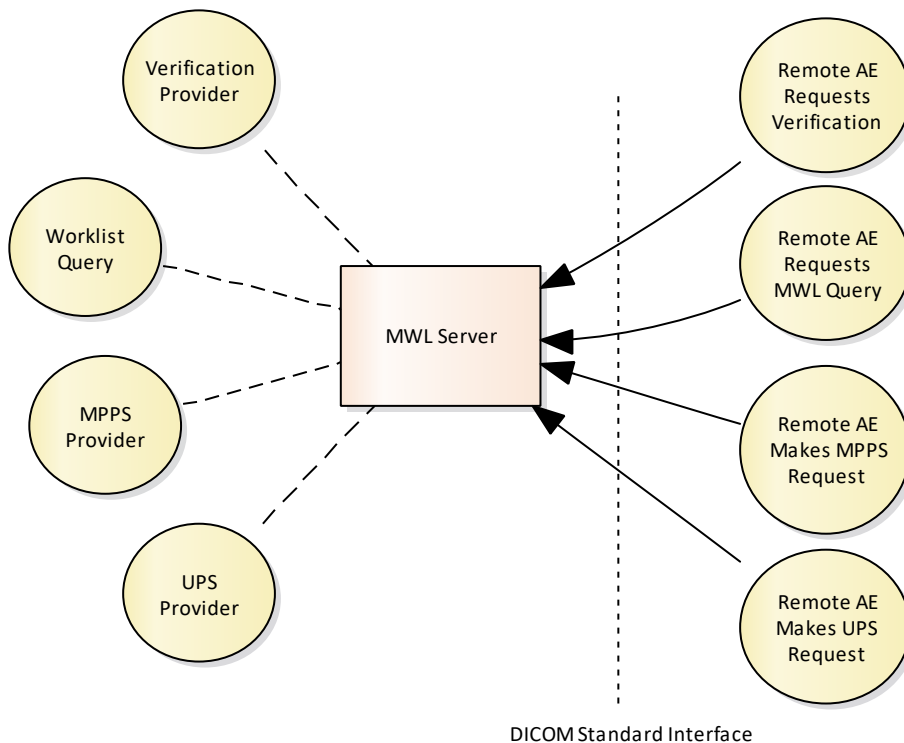 Verification
Provider
Worklist
Query
MPPS
Provider
UPS
Provider
MWL Server
Remote AE
Requests
Verification
Remote AE
Requests
MWL Query
Remote AE
Makes MPPS
Request
Remote AE
Makes UPS
Request
DICOM Standard Interface